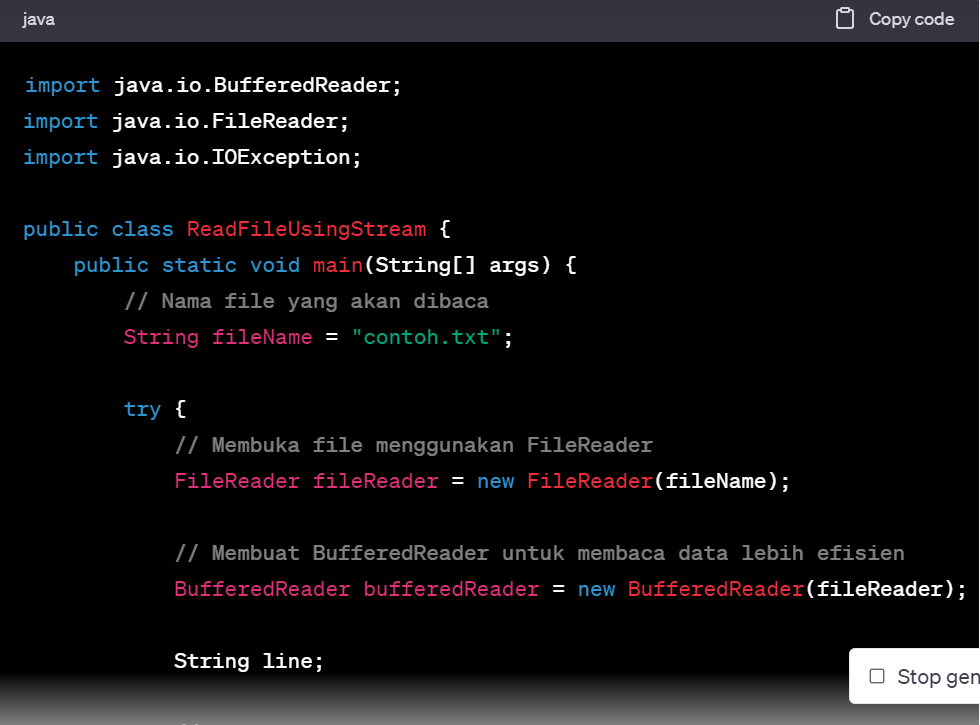 java
Copy code
import java.io.BufferedReader;
import java.io.FileReader;
import java.io.IOException;
public class ReadFileUsingStream {
public static void main(String[] args) {
// Nama file yang akan dibaca
String fileName = "contoh.txt";
try {
// Membuka file menggunakan FileReader
FileReader fileReader = new FileReader(fileName);
// Membuat BufferedReader untuk membaca data lebih efisien
BufferedReader bufferedReader = new BufferedReader(fileReader);
String line;
Stop gen